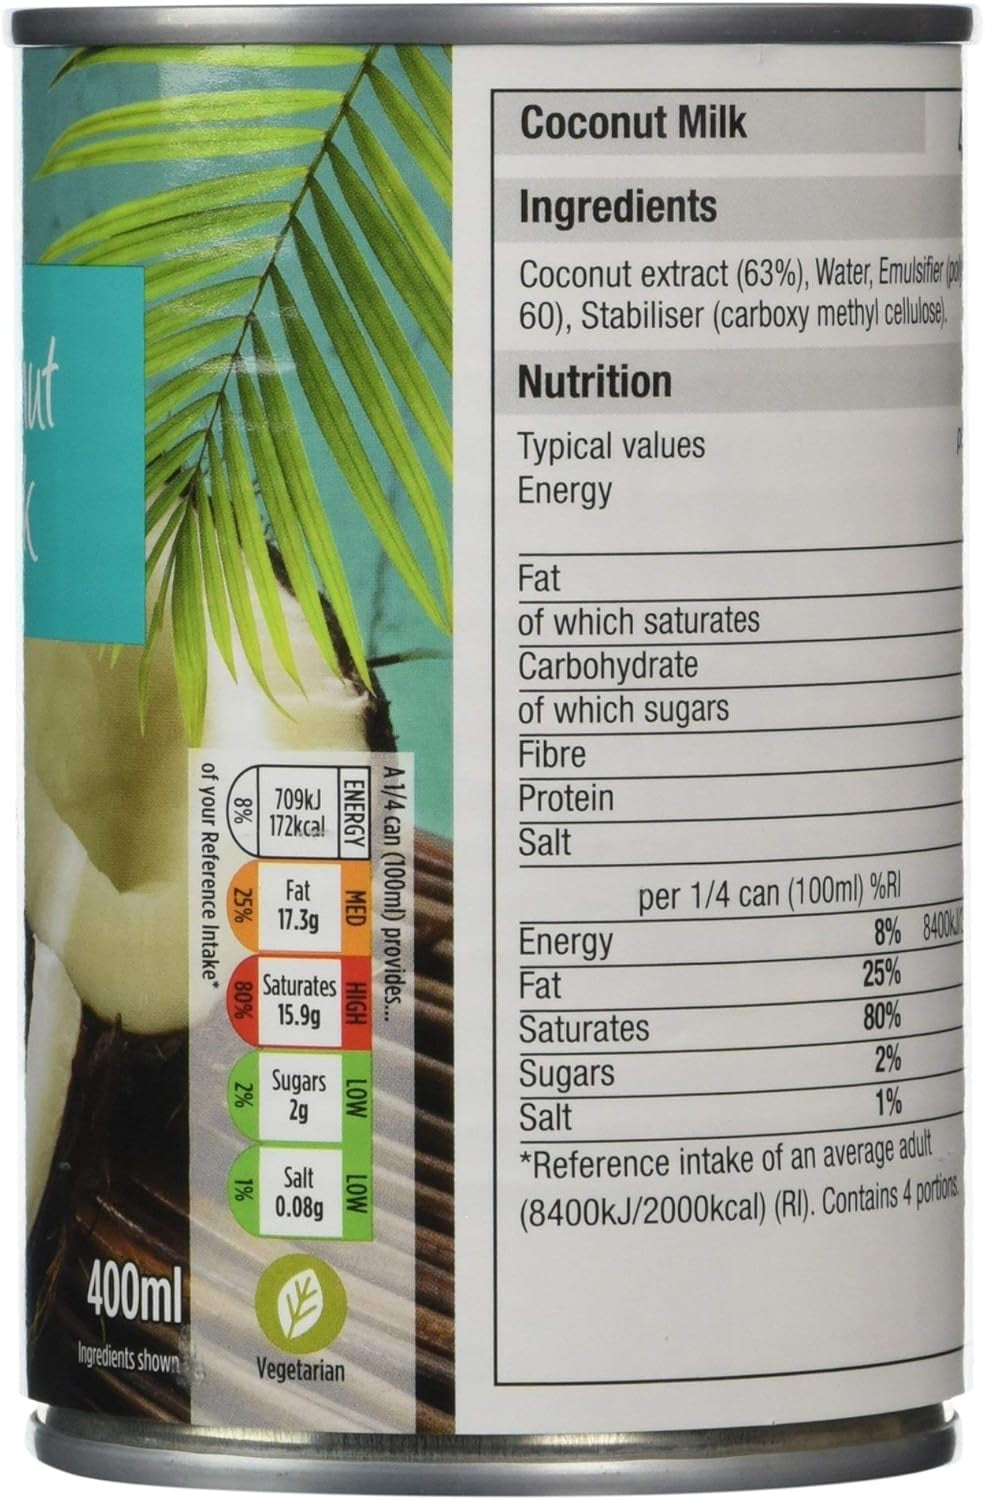 ut
k
Coconut Milk
Ingredients
Coconut extract (63%), Water, Emulsifier
60), Stabiliser (carboxy methyl cellulose).
Nutrition
Typical values
Energy
Fat
of which saturates
Carbohydrate
of which sugars
Fibre
Protein
Salt
per 1/4 can (100ml) %RI
Energy 8% 8400kJ/
Fat 25%
Saturates 80%
Sugars 2%
Salt 1%
*Reference intake of an average adult
(8400kJ/2000kcal) (RI). Contains 4 portions.
A 1/4 can (100ml) provides...
ENERGY
709kJ
172kcal
8%
MED
Fat
17.3g
25%
HIGH
Saturates
15.9g
80%
LOW
Sugars
2g
2%
LOW
Salt
0.08g
1%
of your Reference Intake*
Vegetarian
400ml
Ingredients shown